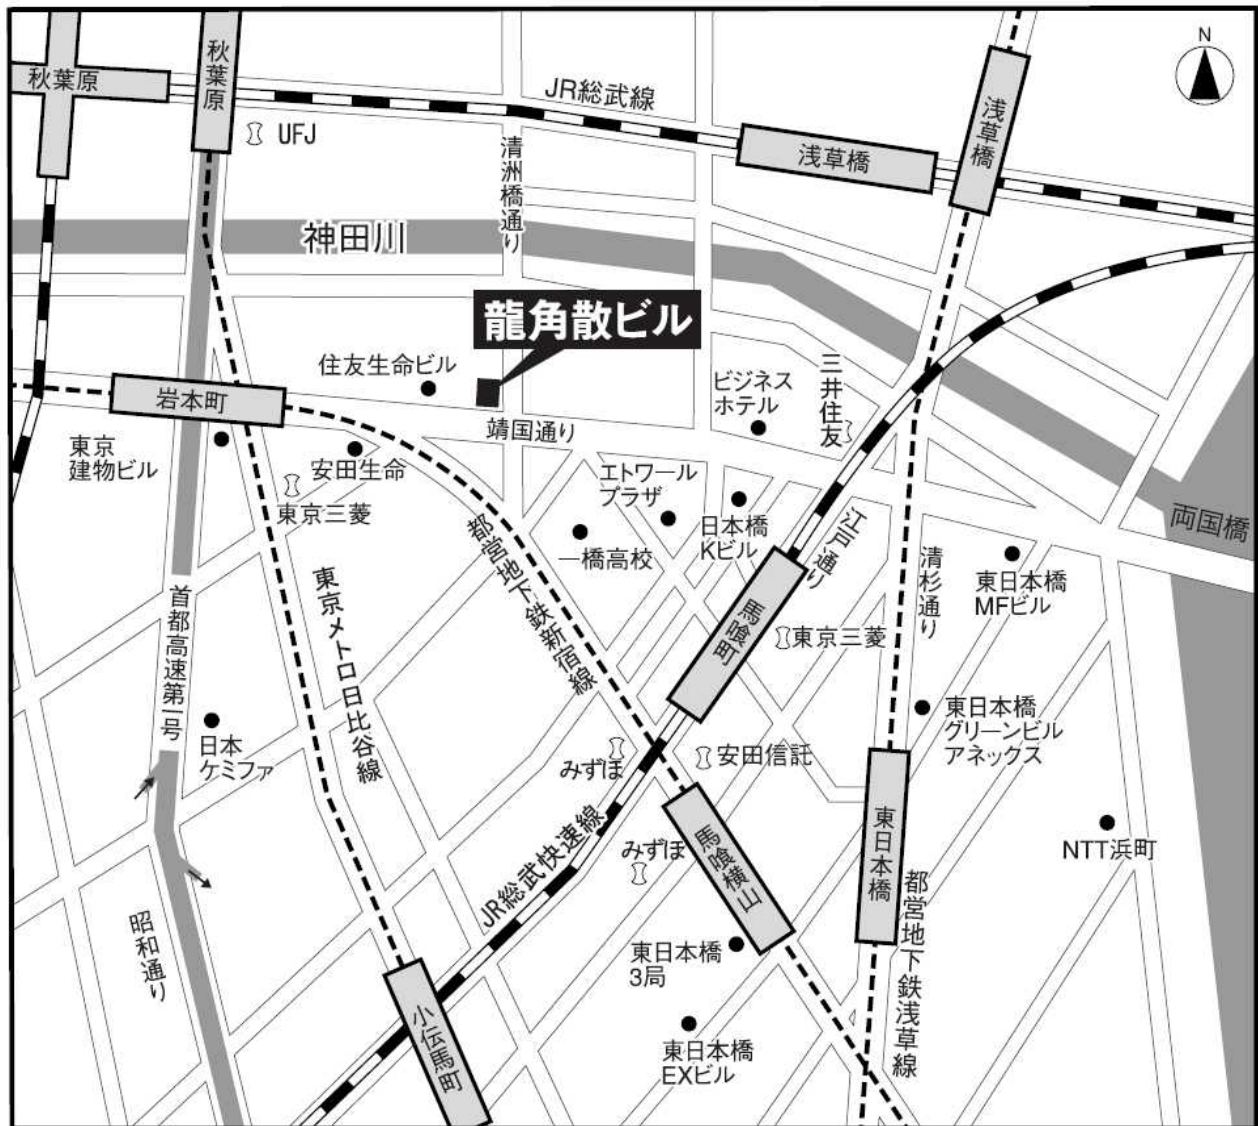 N
秋葉原
秋葉原
UFJ
JR総武線
浅草橋
浅草橋
清洲橋通り
神田川
龍角散ビル
住友生命ビル
岩本町
靖国通り
ビジネス
ホテル
三井住友
東京
建物ビル
安田生命
東京三菱
エトワール
プラザ
一橋高校
日本橋
Kビル
江戸通り
両国橋
清杉通り
東日本橋
MFビル
首都高速第一号
東京メトロ日比谷線
都営地下鉄新宿線
馬喰町
東京三菱
東日本橋
グリーンビル
アネックス
日本
ケミファ
みずほ
安田信託
JR総武快速線
みずほ
馬喰横山
東日本橋
NTT浜町
昭和通り
東日本橋
3局
都営地下鉄浅草線
小伝馬町
東日本橋
EXビル